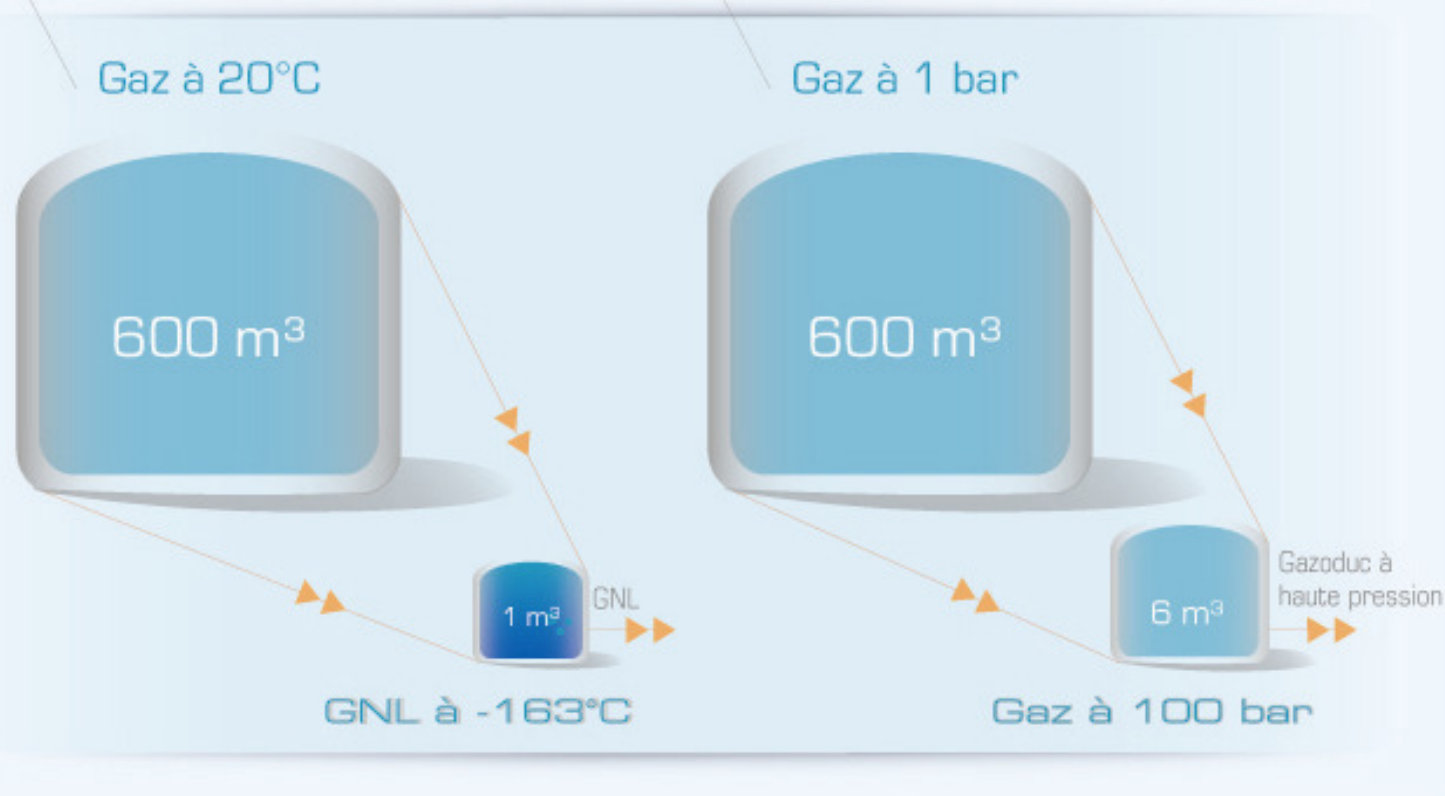 Gaz à 20°C
600 m³
1 m³
GNL
GNL à -163°C
Gaz à 1 bar
600 m³
6 m³
Gazoduc à
haute pression
Gaz à 100 bar